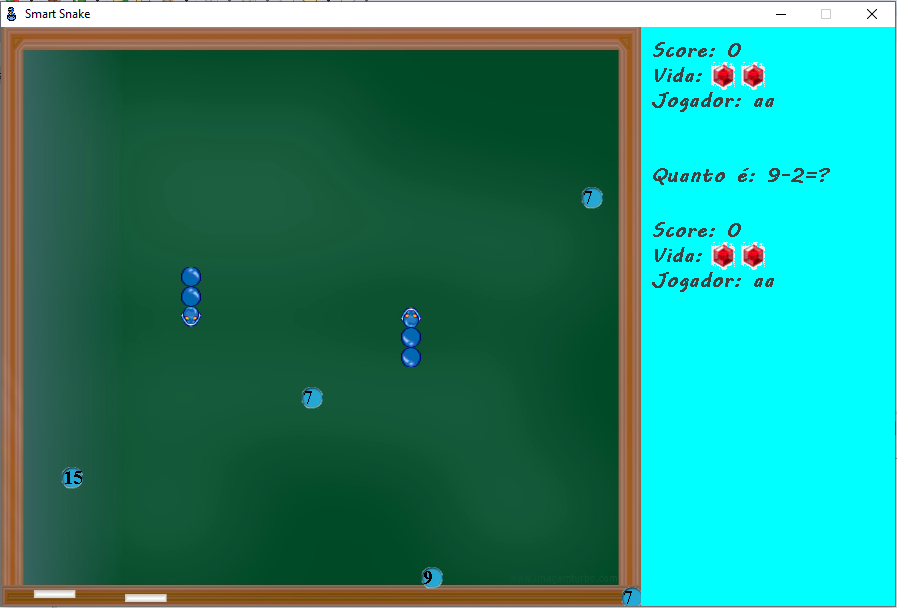 Smart Snake
Score: 0
Vida:
Jogador: aa
Quanto é: 9-2=?
7
Score: 0
Vida:
Jogador: aa
7
15
9
7